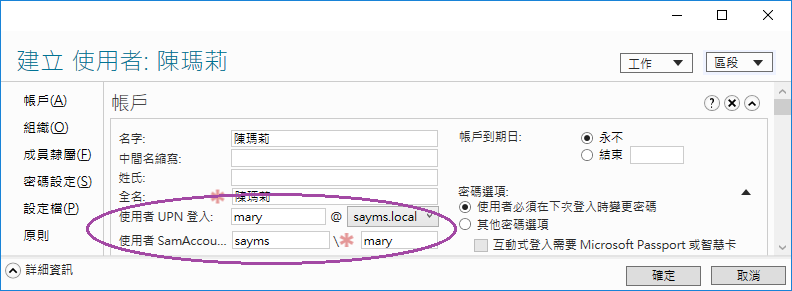 建立 使用者: 陳瑪莉
工作 ▼ 區段 ▼
帳戶(A)
組織(O)
成員隸屬(F)
密碼設定(S)
設定檔(P)
原則
帳戶
名字: 陳瑪莉
中間名縮寫:
姓氏:
全名: 陳瑪莉
使用者 UPN 登入: mary @ sayms.local
使用者 SamAccou... sayms \ mary
帳戶到期日: 永不
結束
密碼選項:
使用者必須在下次登入時變更密碼
其他密碼選項
互動式登入需要 Microsoft Passport 或智慧卡
詳細資訊
確定 取消